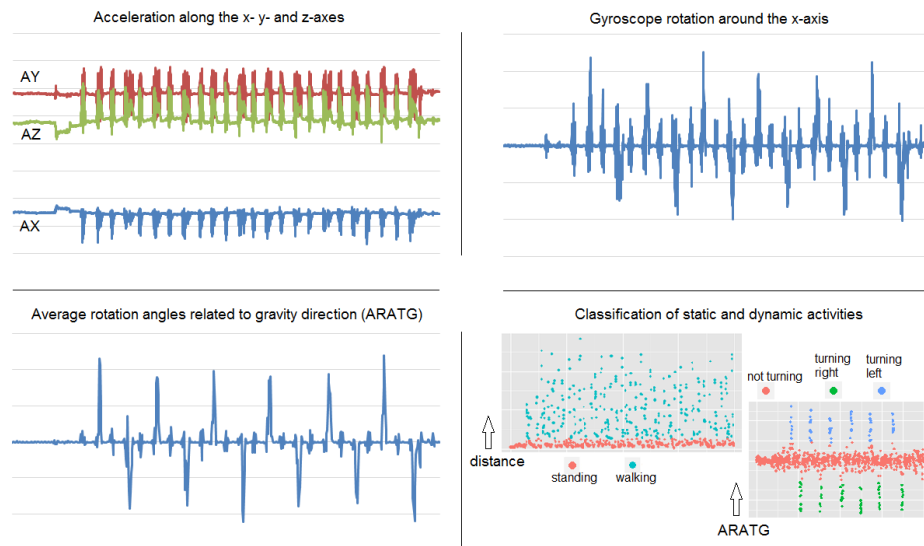 Acceleration along the x- y- and z-axes
AY
AZ
AX
Gyroscope rotation around the x-axis
Average rotation angles related to gravity direction (ARATG)
Classification of static and dynamic activities
distance
standing
walking
not turning
turning
right
turning
left
ARATG